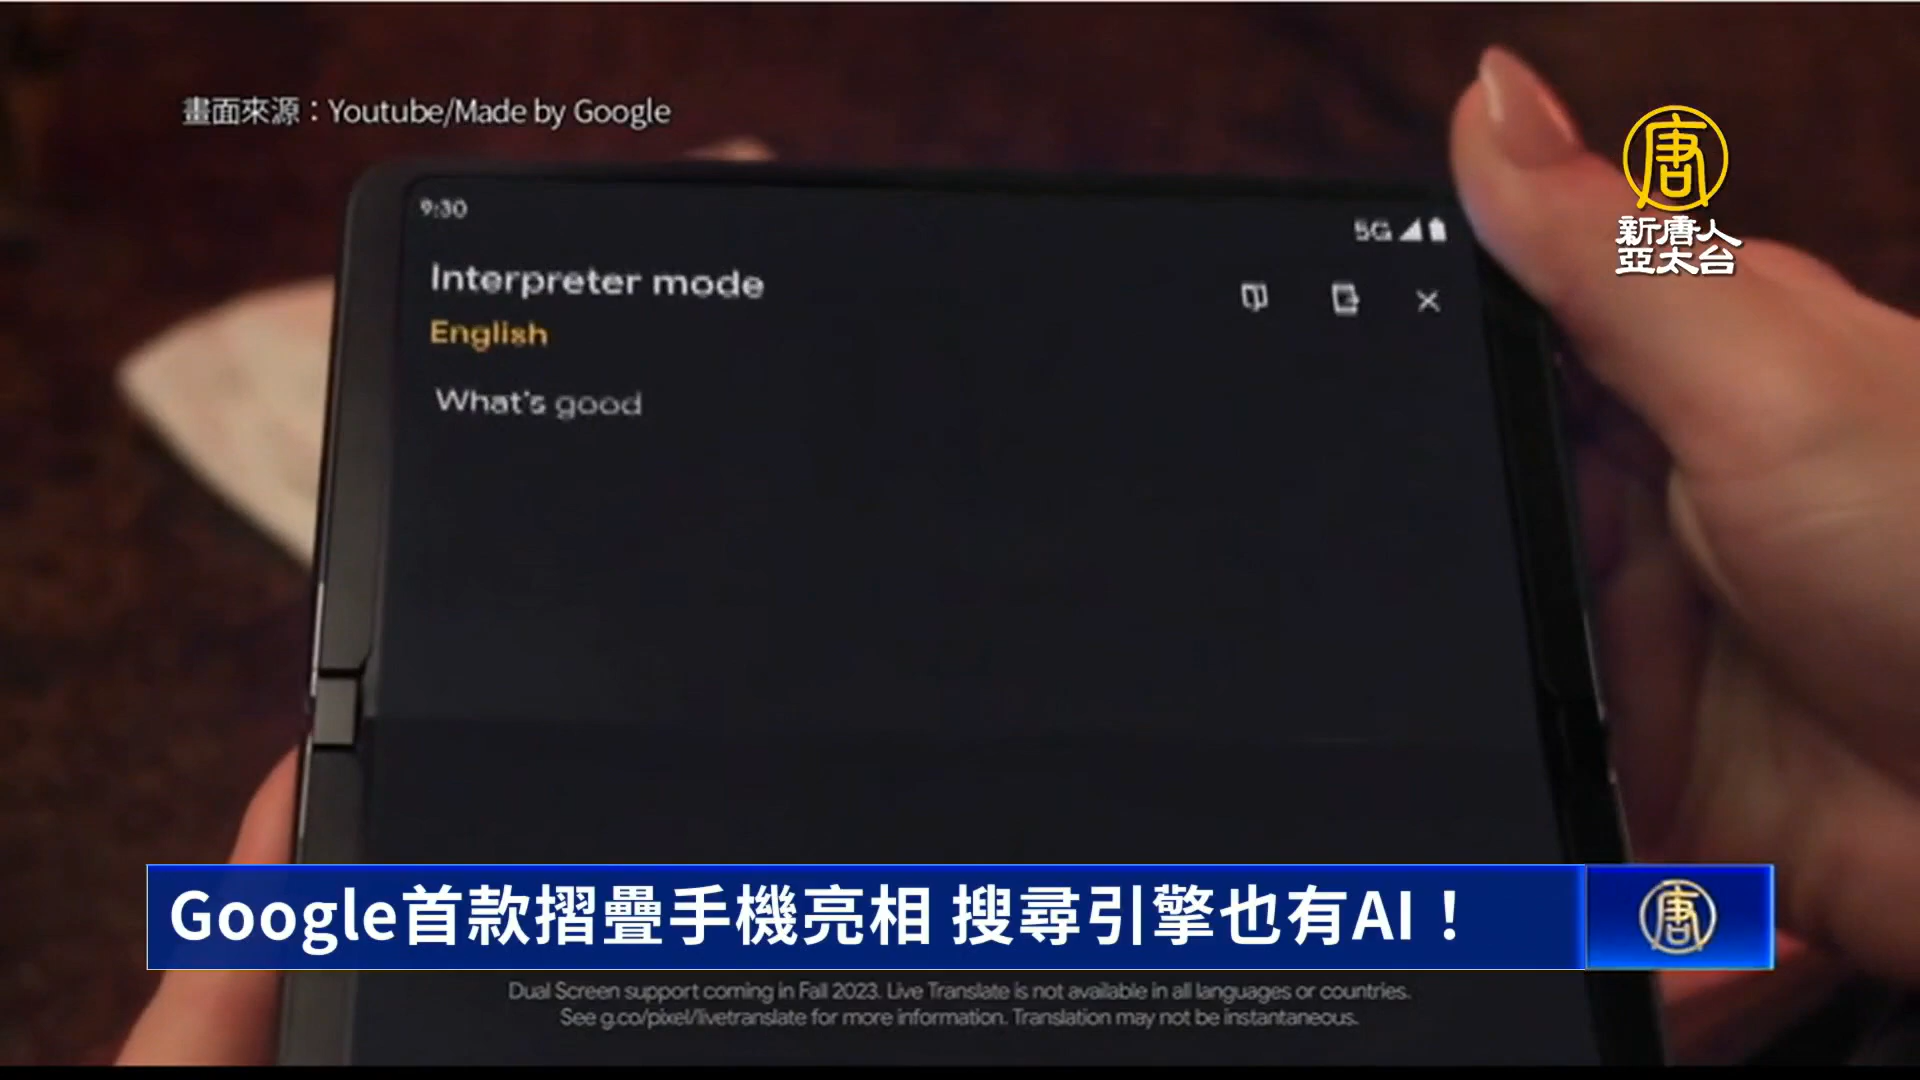 畫面來源：Youtube/Made by Google
唐
新唐人
亞太台
9:30
5G
Interpreter mode
English
What's good
Google首款摺疊手機亮相 搜尋引擎也有AI！
唐
Dual Screen support coming in Fall 2023. Live Translate is not available in all languages or countries.
See g.co/pixel/livetranslate for more information. Translation may not be instantaneous.